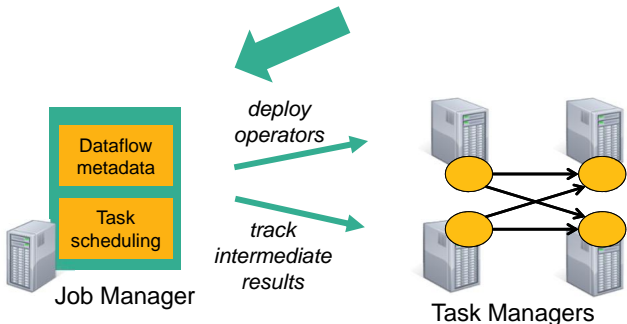 deploy
operators
Dataflow
metadata
Task
scheduling
track
intermediate
results
Job Manager
Task Managers